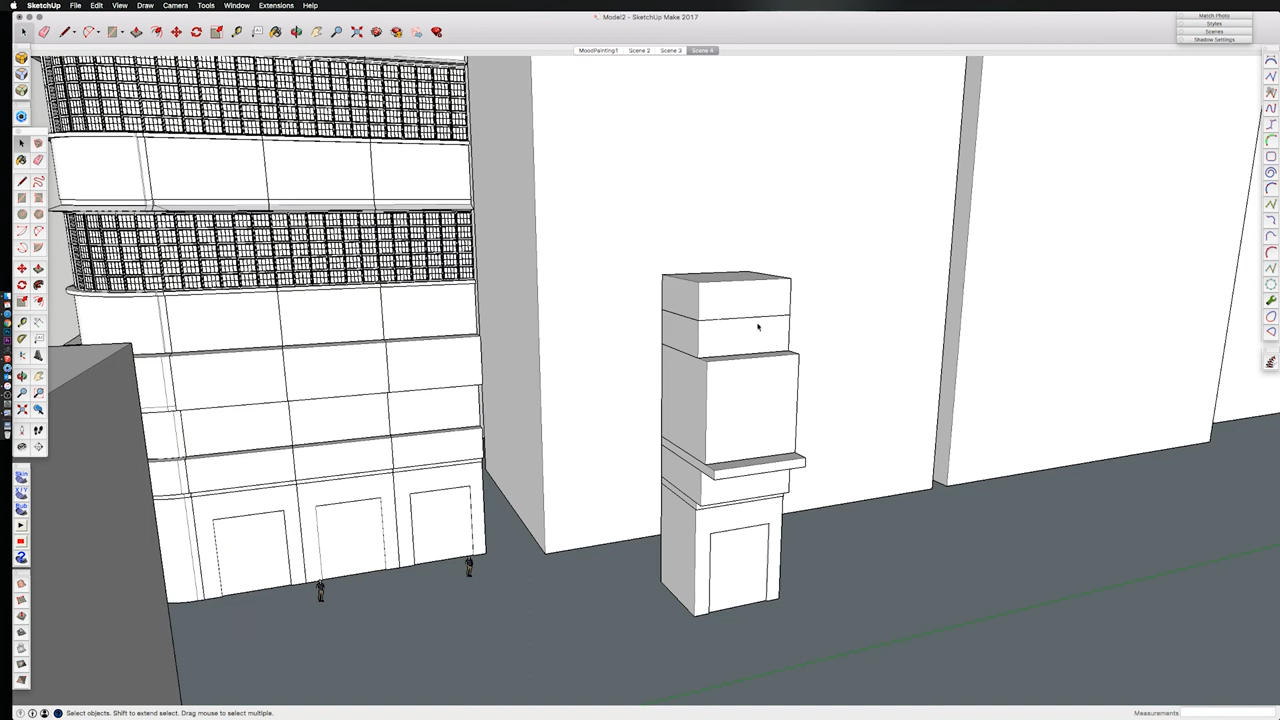 SketchUp File Edit View Draw Camera Tools Window Extensions Help
Model2 - SketchUp Make 2017
Match Photo
Styles
Scenes
Shadow Settings
MoodPainting1 Scene 2 Scene 3 Scene 4
Skin
X/Y
Bub
Select objects. Shift to extend select. Drag mouse to select multiple.
Measurements